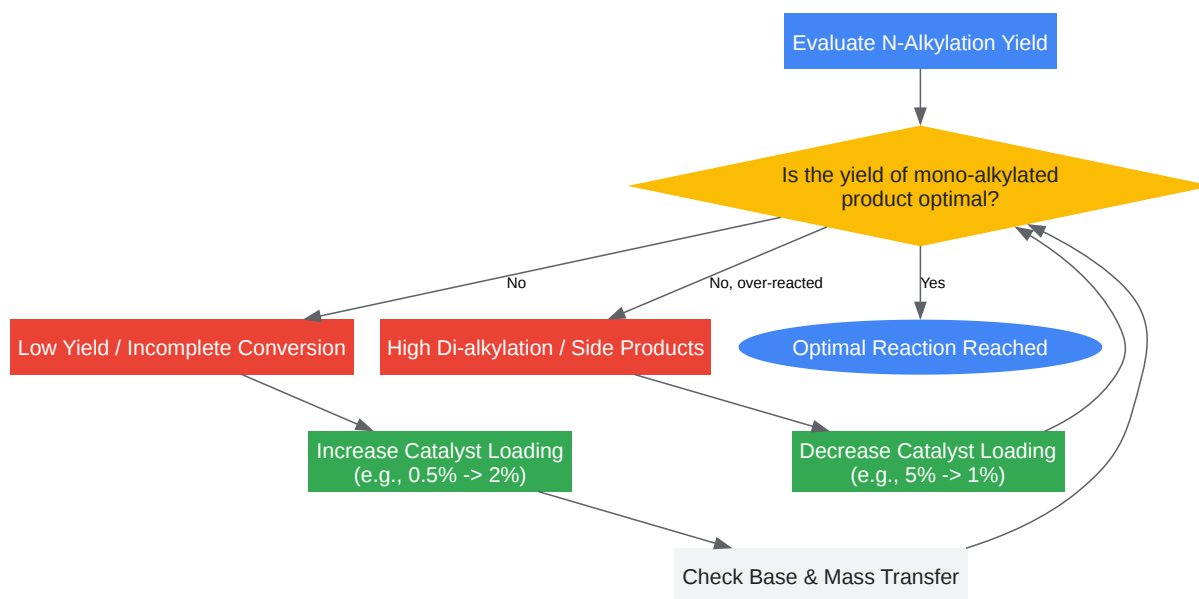 Evaluate N-Alkylation Yield
Is the yield of mono-alkylated
product optimal?
No
No, over-reacted
Yes
Low Yield / Incomplete Conversion
High Di-alkylation / Side Products
Optimal Reaction Reached
Increase Catalyst Loading
(e.g., 0.5% -> 2%)
Decrease Catalyst Loading
(e.g., 5% -> 1%)
Check Base & Mass Transfer